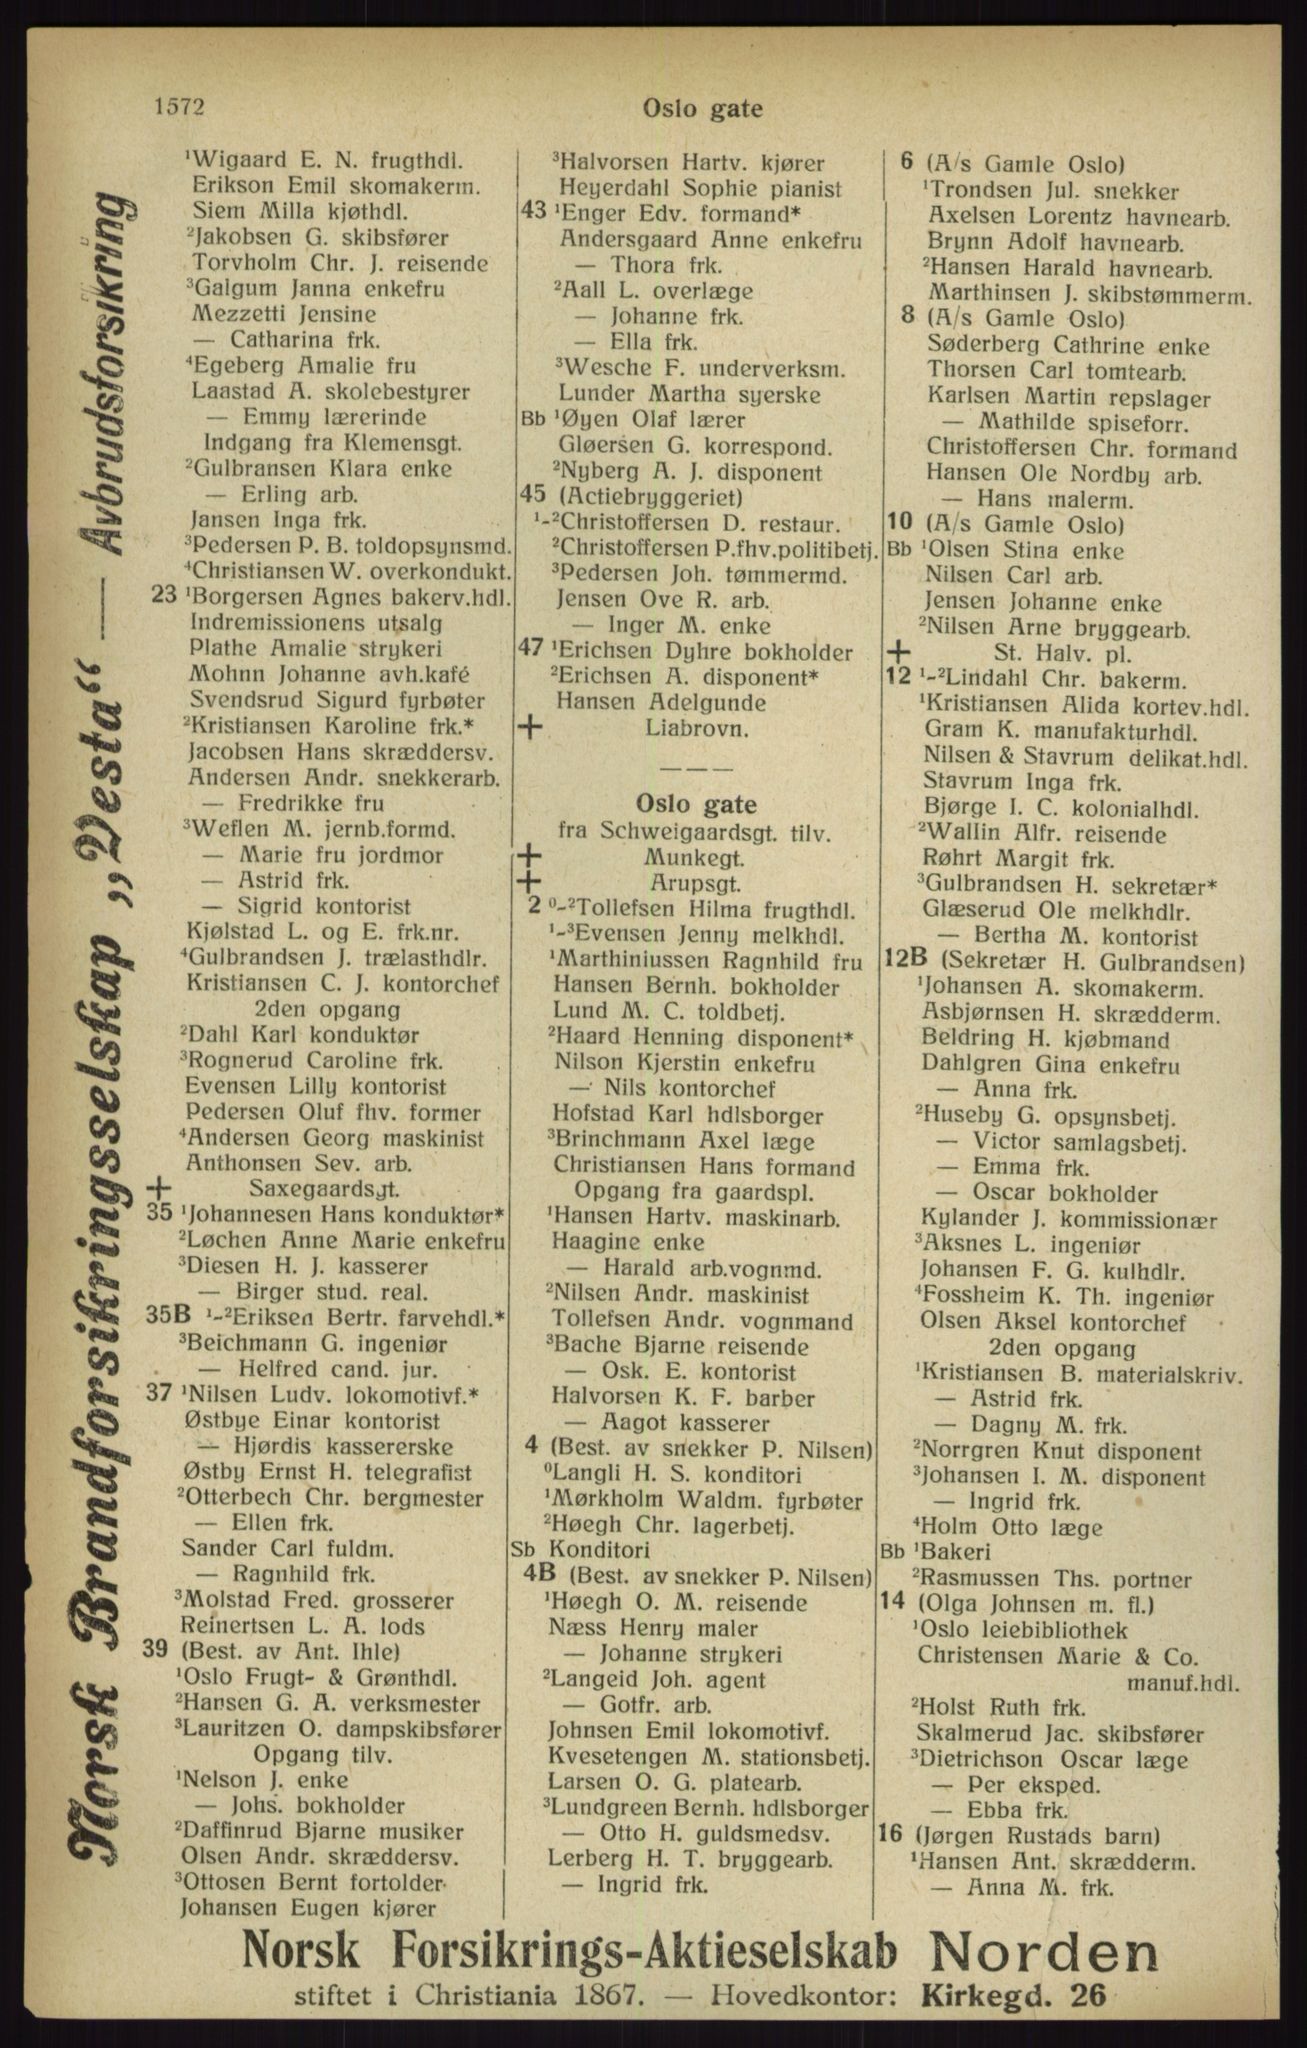 1572
Oslo gate
Norsk Brandforsikringsselskap „Vesta“ — Avbrudsforsikring
¹Wigaard E. N. frugthdl.
Erikson Emil skomakerm.
Siem Milla kjøthdl.
²Jakobsen G. skibsfører
Torvholm Chr. J. reisende
³Galgum Janna enkefru
Mezzetti Jensine
— Catharina frk.
⁴Egeberg Amalie fru
Laastad A. skolebestyrer
— Emmy lærerinde
Indgang fra Klemensgt.
²Gulbransen Klara enke
— Erling arb.
Jansen Inga frk.
³Pedersen P. B. toldopsynsmd.
⁴Christiansen W. overkondukt.
23 ¹Borgersen Agnes bakerv.hdl.
Indremissionens utsalg
Plathe Amalie strykeri
Mohnn Johanne avh.kafé
Svendsrud Sigurd fyrbøter
²Kristiansen Karoline frk.*
Jacobsen Hans skræddersv.
Andersen Andr. snekkerarb.
— Fredrikke fru
³Weflen M. jernb.formd.
— Marie fru jordmor
— Astrid frk.
— Sigrid kontorist
Kjølstad L. og E. frk.nr.
⁴Gulbrandsen J. trælasthdlr.
Kristiansen C. J. kontorchef
2den opgang
²Dahl Karl konduktør
³Rognerud Caroline frk.
Evensen Lilly kontorist
Pedersen Oluf fhv. former
⁴Andersen Georg maskinist
Anthonsen Sev. arb.
+ Saxegaardsgt.
35 ¹Johannesen Hans konduktør*
²Løchen Anne Marie enkefru
³Diesen H. J. kasserer
— Birger stud. real.
35B ¹-²Eriksen Bertr. farvehdl.*
³Beichmann G. ingeniør
— Helfred cand. jur.
37 ¹Nilsen Ludv. lokomotivf.*
Østbye Einar kontorist
— Hjørdis kassererske
Østby Ernst H. telegrafist
²Otterbech Chr. bergmester
— Ellen frk.
Sander Carl fuldm.
— Ragnhild frk.
³Molstad Fred. grosserer
Reinertsen L. A. lods
39 (Best. av Ant. Ihle)
¹Oslo Frugt- & Grønthdl.
²Hansen G. A. verksmester
³Lauritzen O. dampskibsfører
Opgang tilv.
¹Nelson J. enke
— Johs. bokholder
²Daffinrud Bjarne musiker
Olsen Andr. skræddersv.
³Ottosen Bernt fortolder
Johansen Eugen kjører
³Halvorsen Hartv. kjører
Heyerdahl Sophie pianist
43 ¹Enger Edv. formand*
Andersgaard Anne enkefru
— Thora frk.
²Aall L. overlæge
— Johanne frk.
— Ella frk.
³Wesche F. underverksm.
Lunder Martha syerske
Bb ¹Øyen Olaf lærer
Gløersen G. korrespond.
²Nyberg A. J. disponent
45 (Actiebryggeriet)
¹-²Christoffersen D. restaur.
²Christoffersen P.fhv.politibetj.
³Pedersen Joh. tømmermd.
Jensen Ove R. arb.
— Inger M. enke
47 ¹Erichsen Dyhre bokholder
²Erichsen A. disponent*
Hansen Adelgunde
+ Liabrovn.
— — —
Oslo gate
fra Schweigaardsgt. tilv.
+ Munkegt.
+ Arupsgt.
2 ⁰-²Tollefsen Hilma frugthdl.
¹-³Evensen Jenny melkhdl.
¹Marthiniussen Ragnhild fru
Hansen Bernh. bokholder
Lund M. C. toldbetj.
²Haard Henning disponent*
Nilson Kjerstin enkefru
— Nils kontorchef
Hofstad Karl hdlsborger
³Brinchmann Axel læge
Christiansen Hans formand
Opgang fra gaardspl.
¹Hansen Hartv. maskinarb.
Haagine enke
— Harald arb.vognmd.
²Nilsen Andr. maskinist
Tollefsen Andr. vognmand
³Bache Bjarne reisende
— Osk. E. kontorist
Halvorsen K. F. barber
— Aagot kasserer
4 (Best. av snekker P. Nilsen)
⁰Langli H. S. konditori
¹Mørkholm Waldm. fyrbøter
²Høegh Chr. lagerbetj.
Sb Konditori
4B (Best. av snekker P. Nilsen)
¹Høegh O. M. reisende
Næss Henry maler
— Johanne strykeri
²Langeid Joh. agent
— Gotfr. arb.
Johnsen Emil lokomotivf.
Kvesetengen M. stationsbetj.
Larsen O. G. platearb.
³Lundgreen Bernh. hdlsborger
— Otto H. guldsmedsv.
Lerberg H. T. bryggearb.
— Ingrid frk.
6 (A/s Gamle Oslo)
¹Trondsen Jul. snekker
Axelsen Lorentz havnearb.
Brynn Adolf havnearb.
²Hansen Harald havnearb.
Marthinsen J. skibstømmerm.
8 (A/s Gamle Oslo)
Søderberg Cathrine enke
Thorsen Carl tomtearb.
Karlsen Martin repslager
— Mathilde spiseforr.
Christoffersen Chr. formand
Hansen Ole Nordby arb.
— Hans malerm.
10 (A/s Gamle Oslo)
Bb ¹Olsen Stina enke
Nilsen Carl arb.
Jensen Johanne enke
²Nilsen Arne bryggearb.
+ St. Halv. pl.
12 ¹-²Lindahl Chr. bakerm.
¹Kristiansen Alida kortev.hdl.
Gram K. manufakturhdl.
Nilsen & Stavrum delikat.hdl.
Stavrum Inga frk.
Bjørge I. C. kolonialhdl.
²Wallin Alfr. reisende
Røhrt Margit frk.
³Gulbrandsen H. sekretær*
Glæserud Ole melkhdlr.
— Bertha M. kontorist
12B (Sekretær H. Gulbrandsen)
¹Johansen A. skomakerm.
Asbjørnsen H. skrædderm.
Beldring H. kjøbmand
Dahlgren Gina enkefru
— Anna frk.
²Huseby G. opsynsbetj.
— Victor samlagsbetj.
— Emma frk.
— Oscar bokholder
Kylander J. kommissionær
³Aksnes L. ingeniør
Johansen F. G. kulhdlr.
⁴Fossheim K. Th. ingeniør
Olsen Aksel kontorchef
2den opgang
¹Kristiansen B. materialskriv.
— Astrid frk.
— Dagny M. frk.
²Norrgren Knut disponent
³Johansen I. M. disponent
— Ingrid frk.
⁴Holm Otto læge
Bb ¹Bakeri
²Rasmussen Ths. portner
14 (Olga Johnsen m. fl.)
¹Oslo leiebibliothek
Christensen Marie & Co.
manuf.hdl.
²Holst Ruth frk.
Skalmerud Jac. skibsfører
³Dietrichson Oscar læge
— Per eksped.
— Ebba frk.
16 (Jørgen Rustads barn)
¹Hansen Ant. skrædderm.
— Anna M. frk.
Norsk Forsikrings-Aktieselskab Norden
stiftet i Christiania 1867. — Hovedkontor: Kirkegd. 26